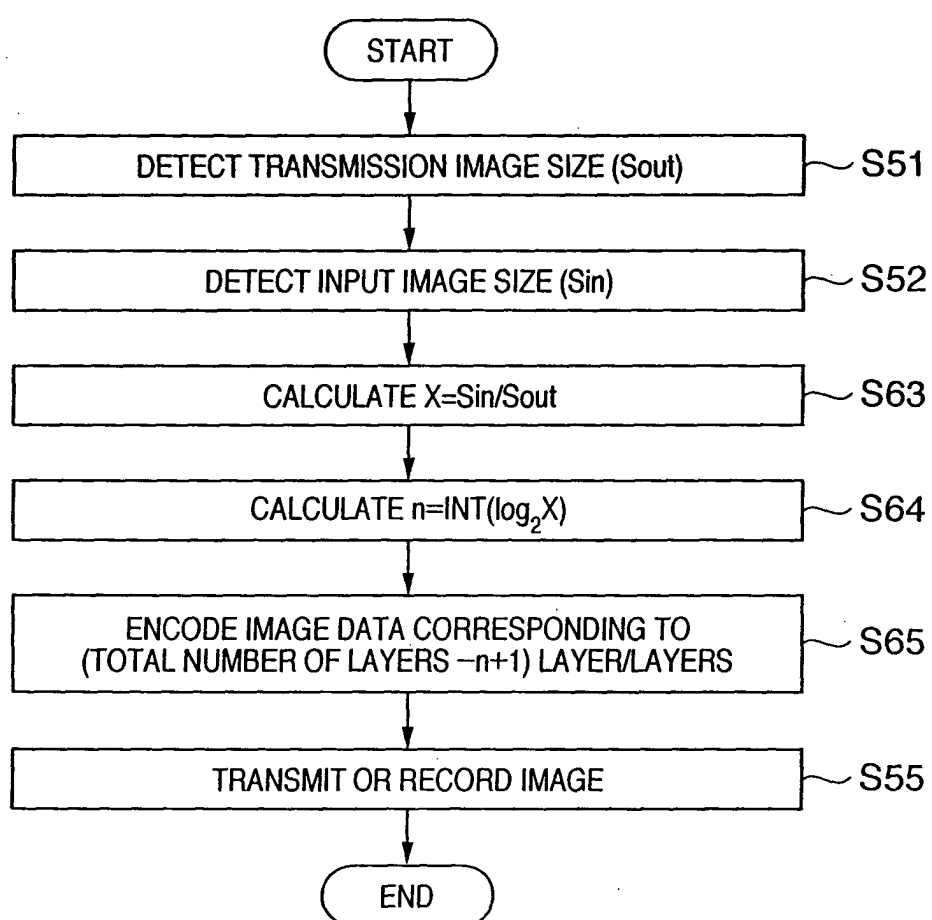 START
DETECT TRANSMISSION IMAGE SIZE (Sout)
S51
DETECT INPUT IMAGE SIZE (Sin)
S52
CALCULATE X=Sin/Sout
S63
CALCULATE n=INT(log₂X)
S64
ENCODE IMAGE DATA CORRESPONDING TO
(TOTAL NUMBER OF LAYERS –n+1) LAYER/LAYERS
S65
TRANSMIT OR RECORD IMAGE
S55
END